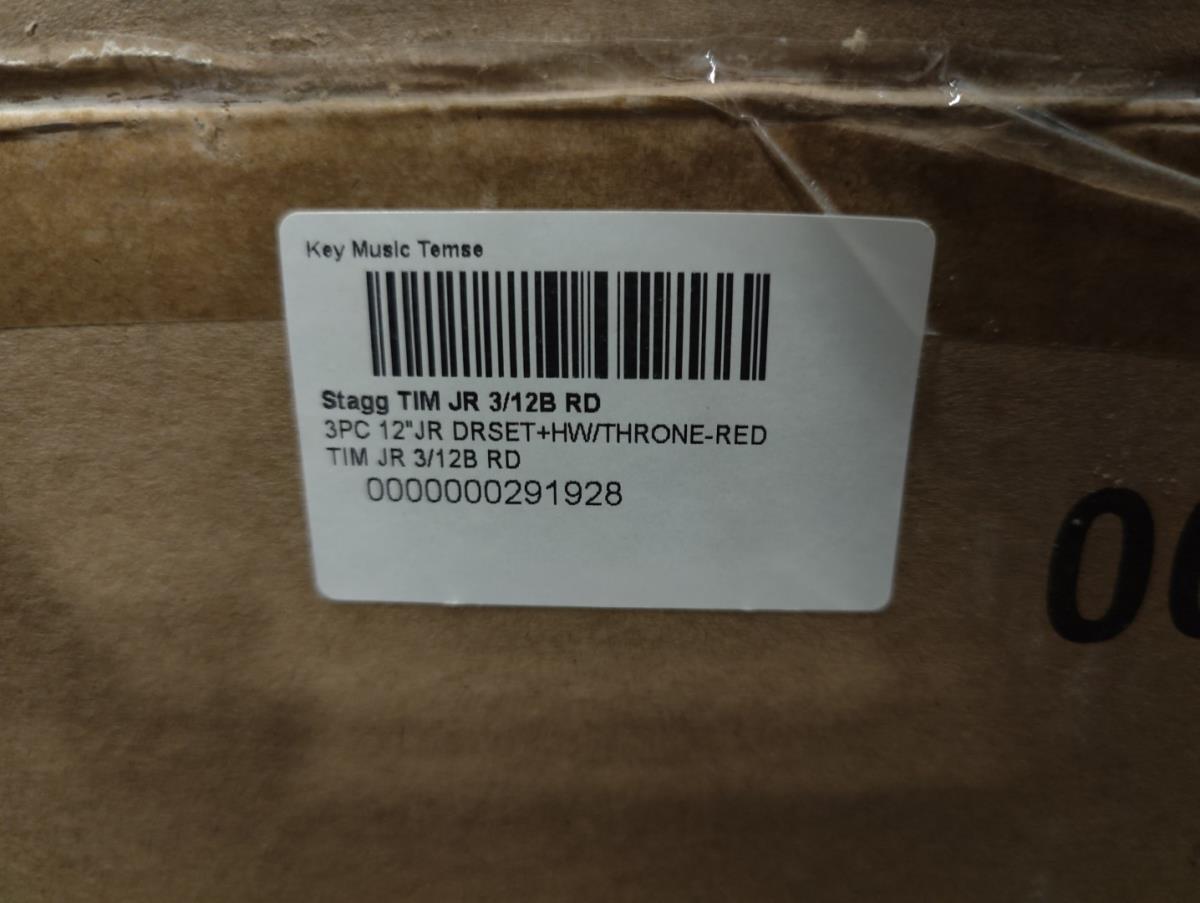 Key Music Temse
Stagg TIM JR 3/12B RD
3PC 12"JR DRSET+HW/THRONE-RED
TIM JR 3/12B RD
0000000291928
0